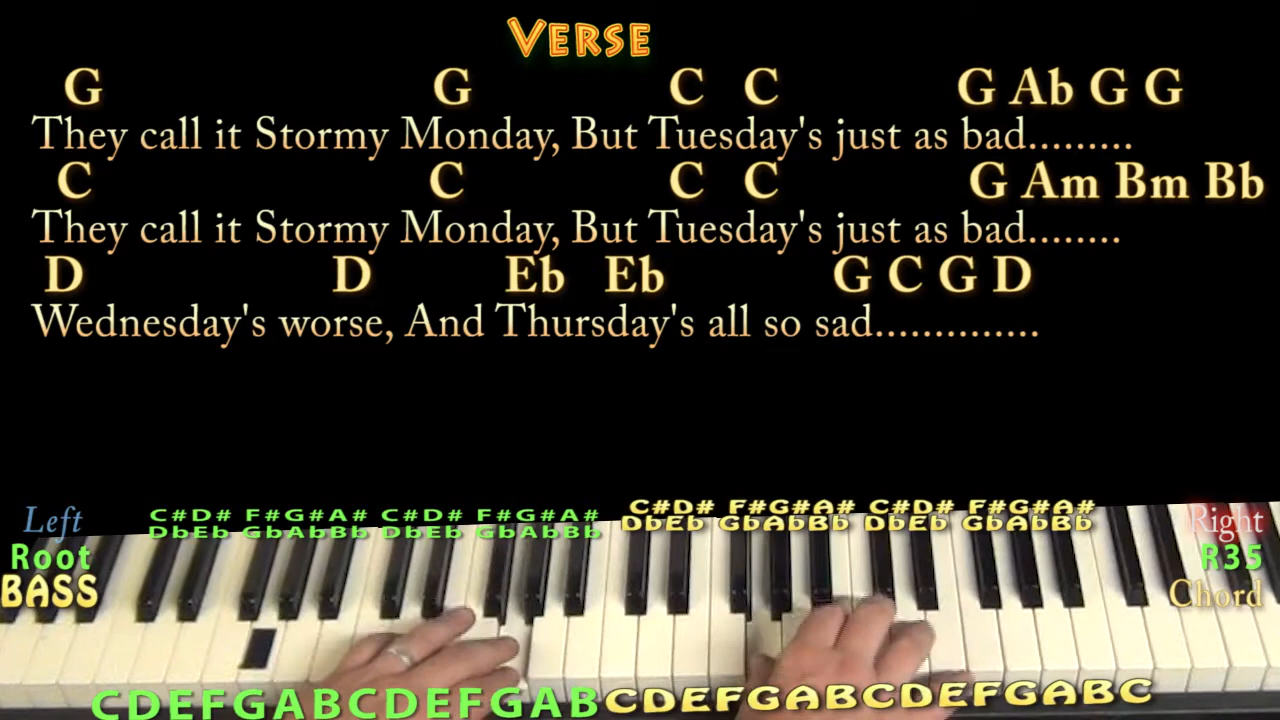 VERSE
G G C C G Ab G G
They call it Stormy Monday, But Tuesday's just as bad.........
C C C C G Am Bm Bb
They call it Stormy Monday, But Tuesday's just as bad........
D D Eb Eb G C G D
Wednesday's worse, And Thursday's all so sad..............
Left
Root
BASS
C#D# F#G#A# C#D# F#G#A#
DbEb GbAbBb DbEb GbAbBb
C#D# F#G#A# C#D# F#G#A#
DbEb GbAbBb DbEb GbAbBb
Right
R35
Chord
CDEFGABCDEFGAB
CDEFGABCDEFGABC